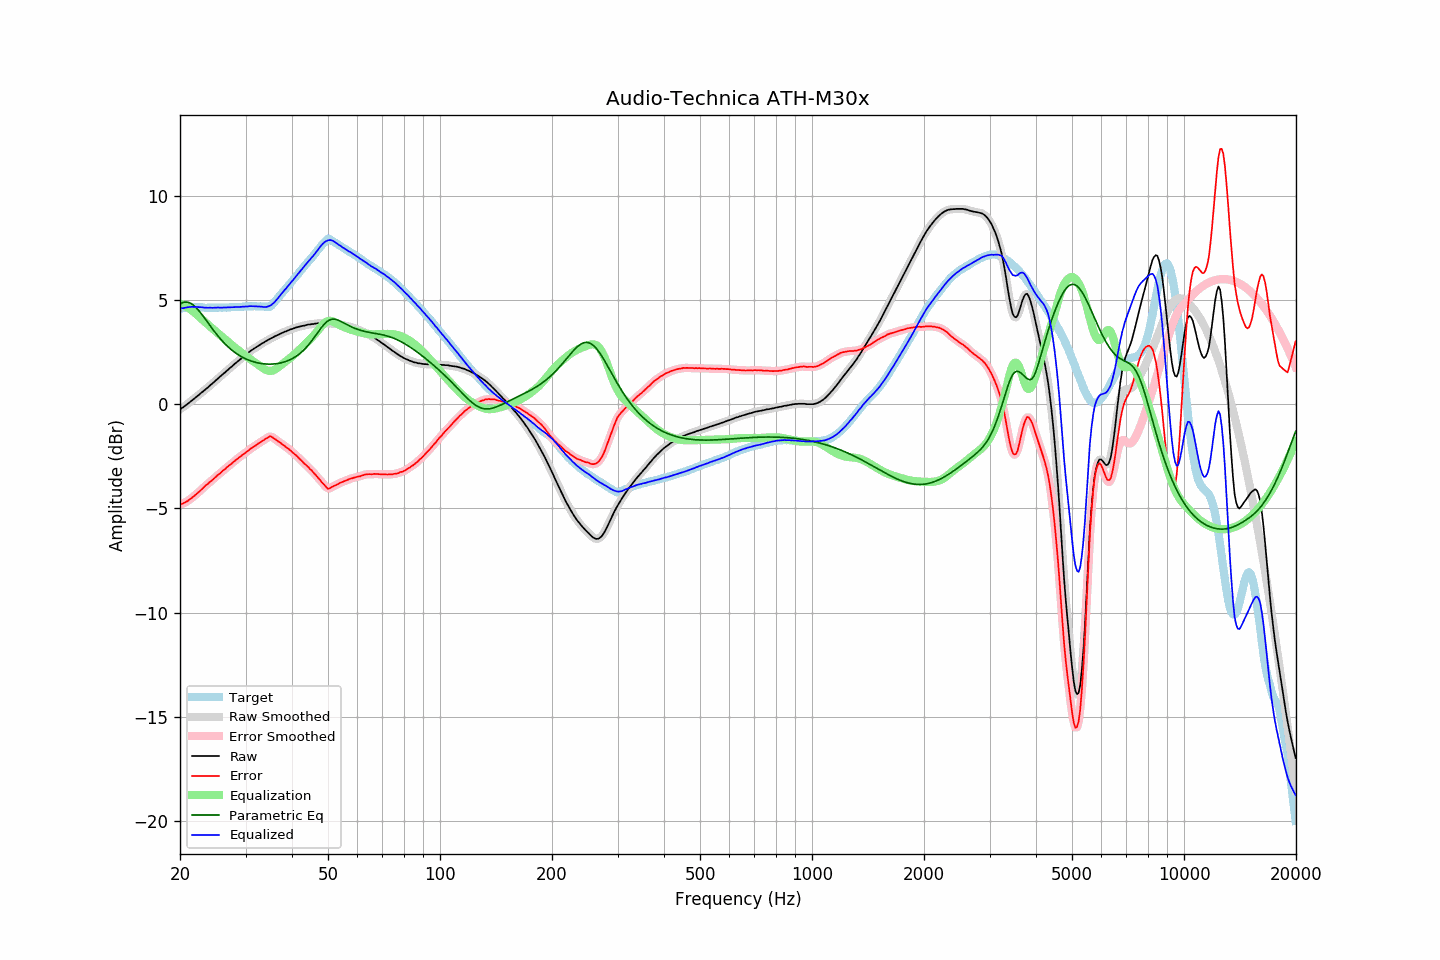 Audio-Technica ATH-M30x
Amplitude (dBr)
10
5
0
−5
−10
−15
−20
Target
Raw Smoothed
Error Smoothed
Raw
Error
Equalization
Parametric Eq
Equalized
20 50 100 200 500 1000 2000 5000 10000 20000
Frequency (Hz)